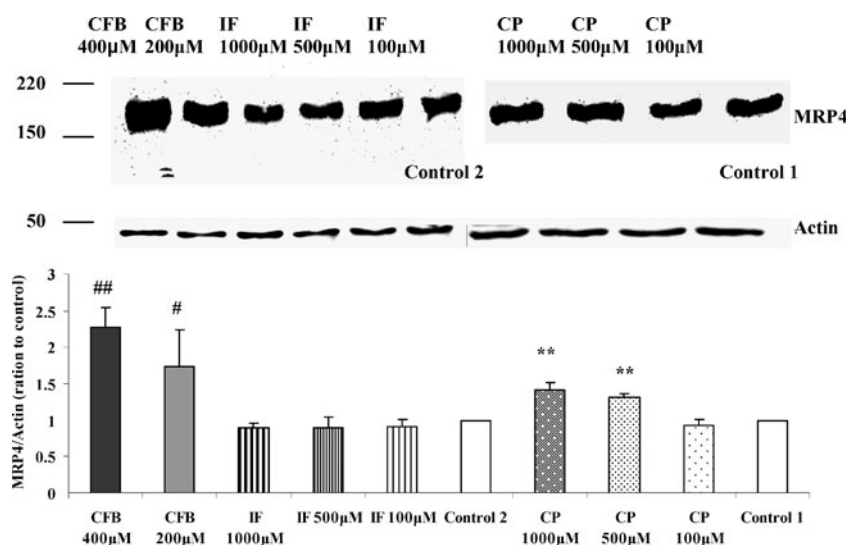 CFB CFB IF IF IF CP CP CP
400µM 200µM 1000µM 500µM 100µM 1000µM 500µM 100µM
220
MRP4
150
Control 2 Control 1
50
Actin
3
##
2.5
#
2
**
**
1.5
1
0.5
0
MRP4/Actin (ration to control)
CFB CFB IF IF 500µM IF 100µM Control 2 CP CP CP Control 1
400µM 200µM 1000µM 1000µM 500µM 100µM